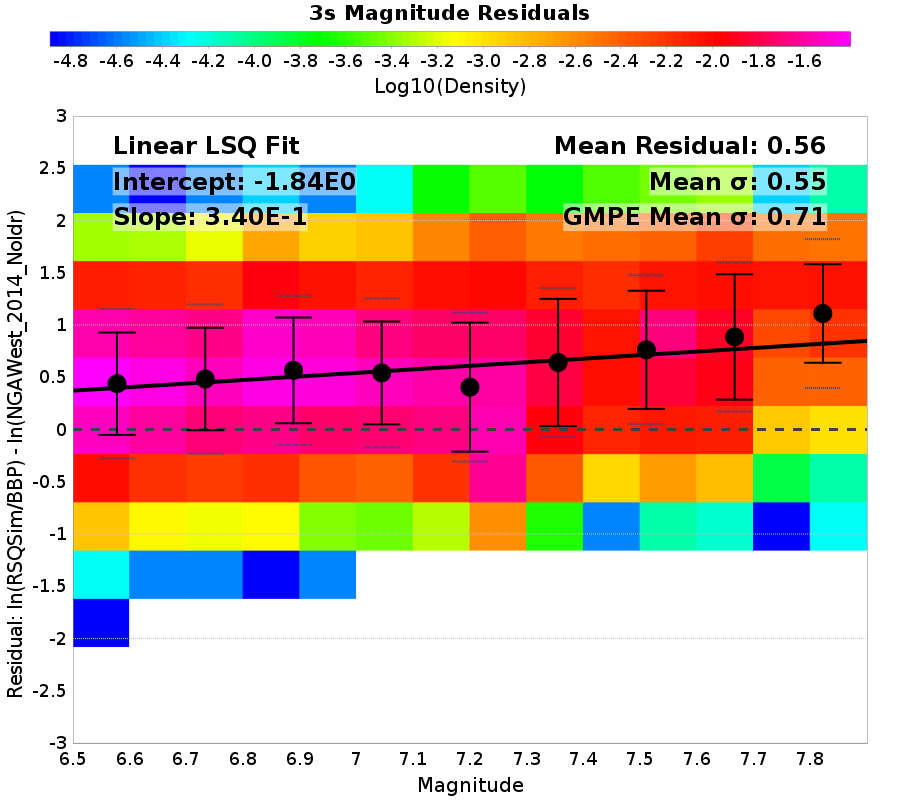 3s Magnitude Residuals
-4.8 -4.6 -4.4 -4.2 -4.0 -3.8 -3.6 -3.4 -3.2 -3.0 -2.8 -2.6 -2.4 -2.2 -2.0 -1.8 -1.6
Log10(Density)
Linear LSQ Fit
Intercept: -1.84E0
Slope: 3.40E-1
Mean Residual: 0.56
Mean σ: 0.55
GMPE Mean σ: 0.71
Residual: ln(RSQSim/BBP) - ln(NGAWest_2014_NoIdr)
3
2.5
2
1.5
1
0.5
0
-0.5
-1
-1.5
-2
-2.5
-3
6.5 6.6 6.7 6.8 6.9 7 7.1 7.2 7.3 7.4 7.5 7.6 7.7 7.8
Magnitude